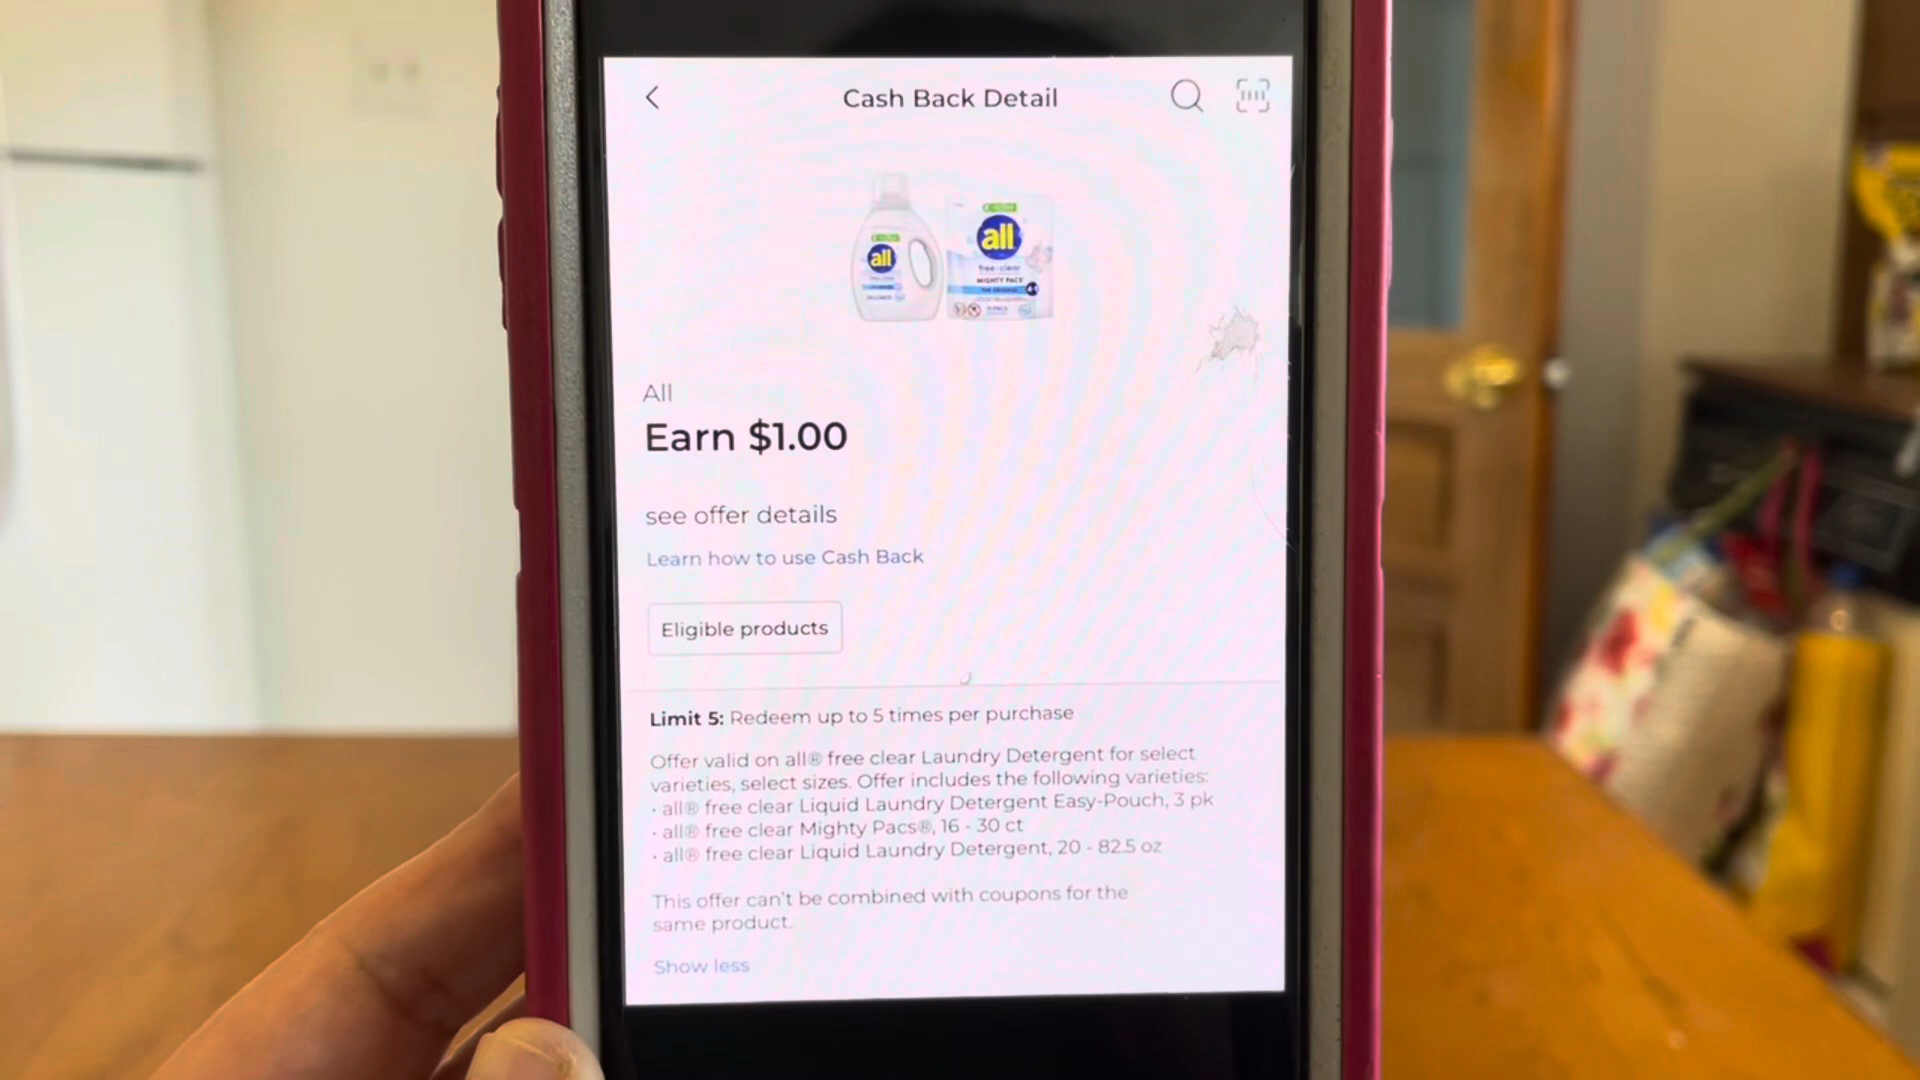 Cash Back Detail
all
all
free clear
MIGHTY PACS
All
Earn $1.00
see offer details
Learn how to use Cash Back
Eligible products
Limit 5: Redeem up to 5 times per purchase
Offer valid on all® free clear Laundry Detergent for select
varieties, select sizes. Offer includes the following varieties:
• all® free clear Liquid Laundry Detergent Easy-Pouch, 3 pk
• all® free clear Mighty Pacs®, 16 - 30 ct
• all® free clear Liquid Laundry Detergent, 20 - 82.5 oz
This offer can't be combined with coupons for the
same product.
Show less